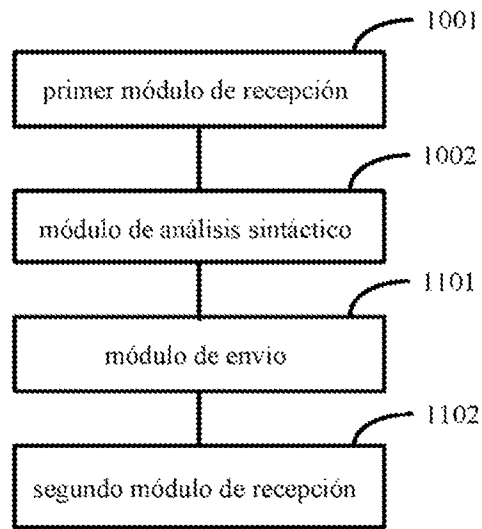 1001
primer módulo de recepción
1002
módulo de análisis sintáctico
1101
módulo de envio
1102
segundo módulo de recepción